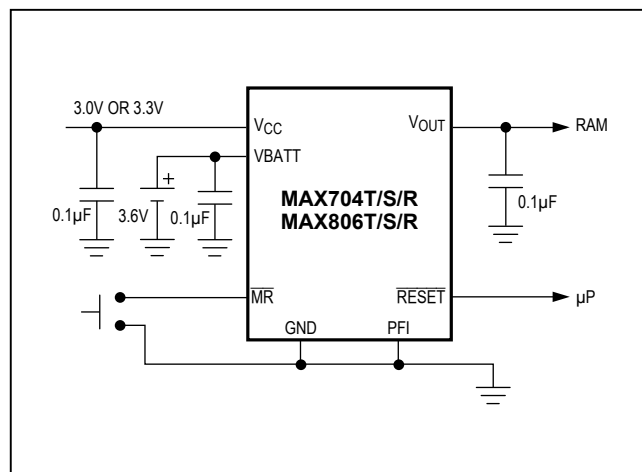 3.0V OR 3.3V
VCC
VOUT
RAM
VBATT
+
MAX704T/S/R
MAX806T/S/R
0.1µF
3.6V
0.1µF
0.1µF
MR
RESET
µP
GND
PFI